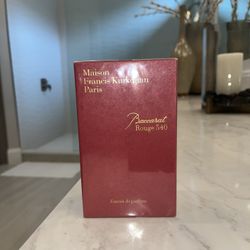 Maison
Francis Kurkdjian
Paris
Baccarat
Rouge 540
Extrait de parfum